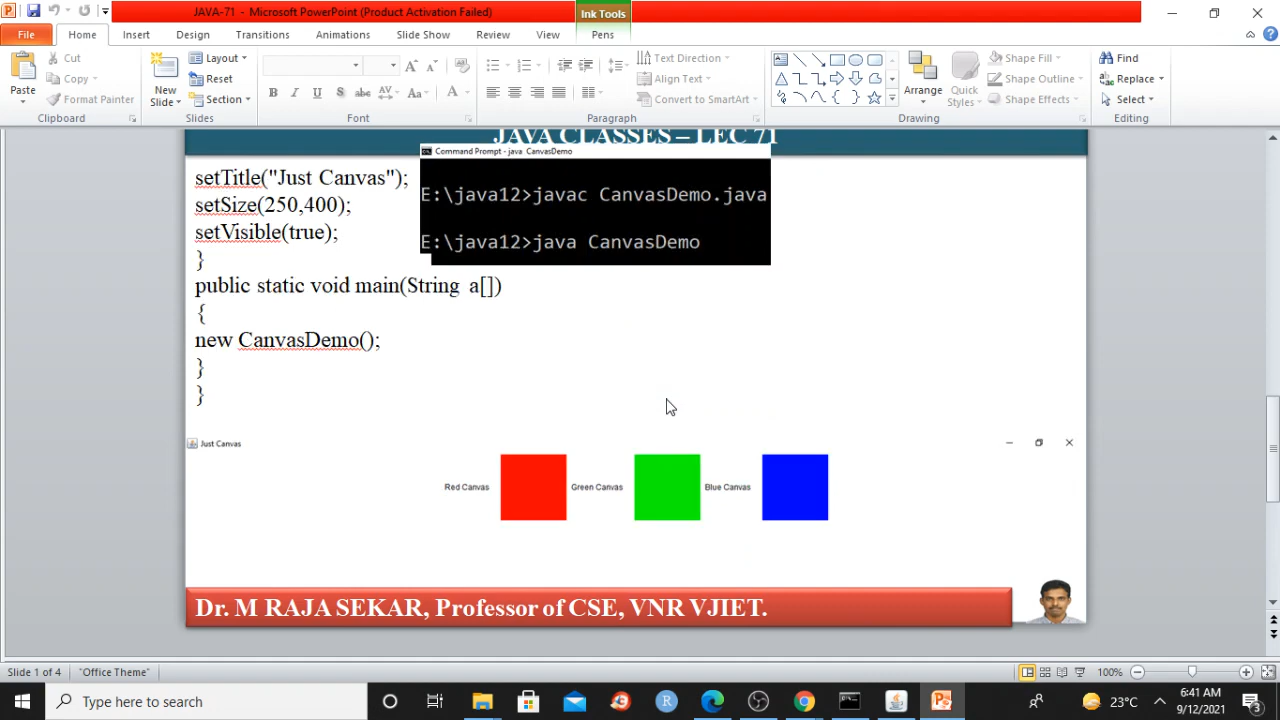 JAVA-71 - Microsoft PowerPoint (Product Activation Failed)
Ink Tools
File Home Insert Design Transitions Animations Slide Show Review View Pens
Paste
Cut
Copy
Format Painter
Clipboard
New Slide
Layout
Reset
Section
Slides
B I U S abc AV Aa A
Font
Text Direction
Align Text
Convert to SmartArt
Paragraph
Arrange
Quick Styles
Shape Fill
Shape Outline
Shape Effects
Drawing
Find
Replace
Select
Editing
JAVA CLASSES – LEC 71
Command Prompt - java CanvasDemo
E:\java12>javac CanvasDemo.java
E:\java12>java CanvasDemo
setTitle("Just Canvas");
setSize(250,400);
setVisible(true);
}
public static void main(String a[])
{
new CanvasDemo();
}
}
Just Canvas
Red Canvas
Green Canvas
Blue Canvas
Dr. M RAJA SEKAR, Professor of CSE, VNR VJIET.
Slide 1 of 4
"Office Theme"
100%
Type here to search
23°C
6:41 AM
9/12/2021
3